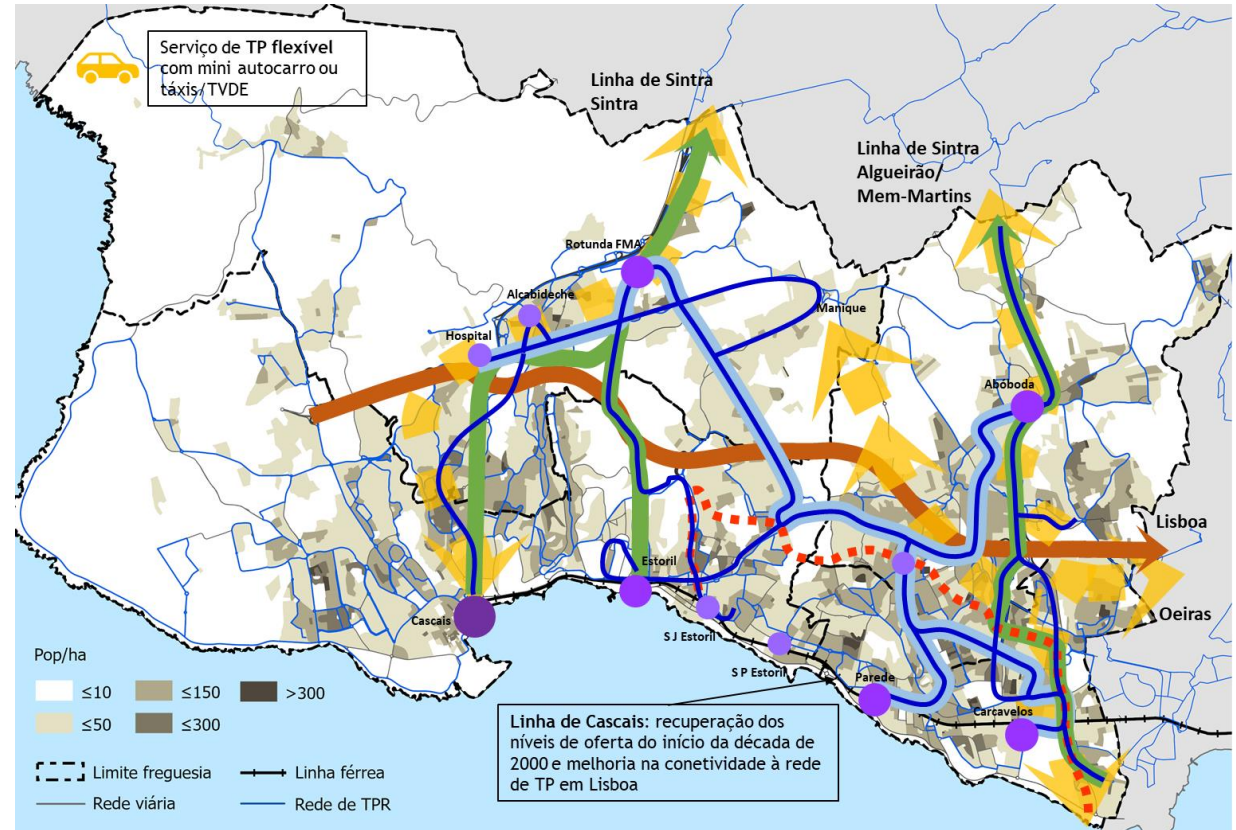 Serviço de TP flexível
com mini autocarro ou
táxis/TVDE
Linha de Sintra
Sintra
Linha de Sintra
Algueirão/
Mem-Martins
Rotunda FMA
Alcabideche
Hospital
Manique
Abóboda
Lisboa
Oeiras
Estoril
Cascais
S J Estoril
S P Estoril
Parede
Carcavelos
Pop/ha
≤10
≤150
>300
≤50
≤300
Limite freguesia
Linha férrea
Rede viária
Rede de TPR
Linha de Cascais: recuperação dos
níveis de oferta do início da década de
2000 e melhoria na conetividade à rede
de TP em Lisboa